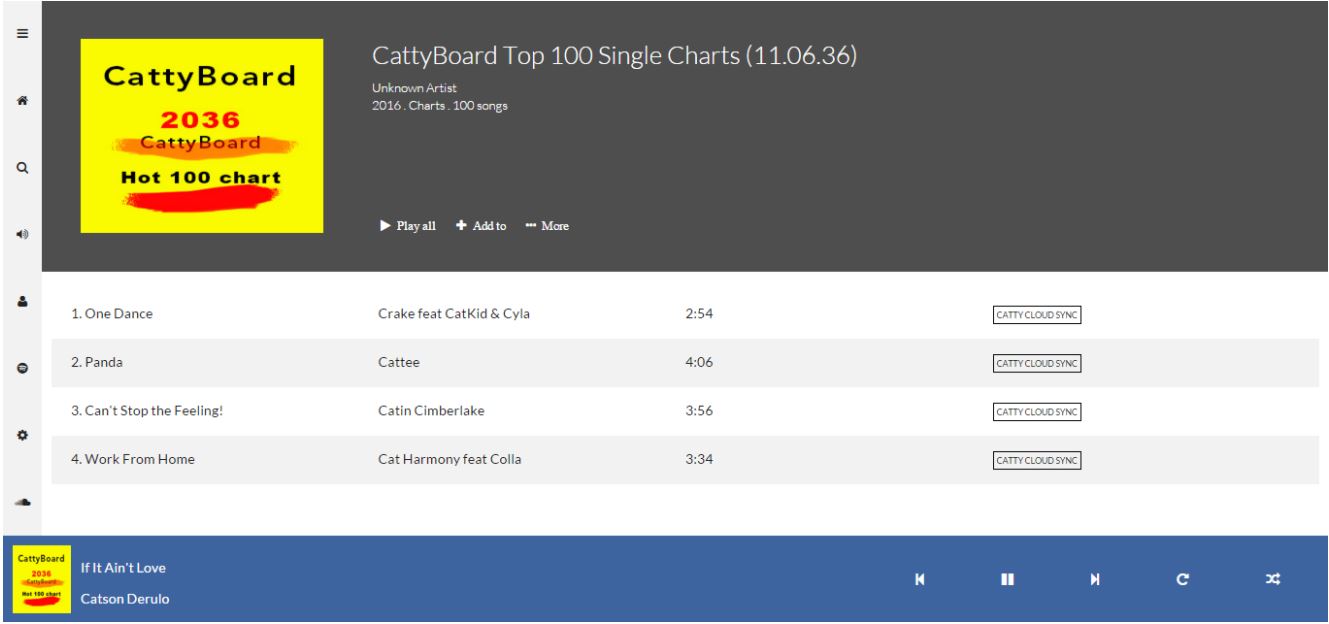 CattyBoard
2036
CattyBoard
Hot 100 chart
CattyBoard Top 100 Single Charts (11.06.36)
Unknown Artist
2016 . Charts . 100 songs
Play all Add to More
1. One Dance Crake feat CatKid & Cyla 2:54 CATTY CLOUD SYNC
2. Panda Cattee 4:06 CATTY CLOUD SYNC
3. Can't Stop the Feeling! Catin Cimberlake 3:56 CATTY CLOUD SYNC
4. Work From Home Cat Harmony feat Colla 3:34 CATTY CLOUD SYNC
CattyBoard
2036
CattyBoard
Hot 100 chart
If It Ain't Love
Catson Derulo